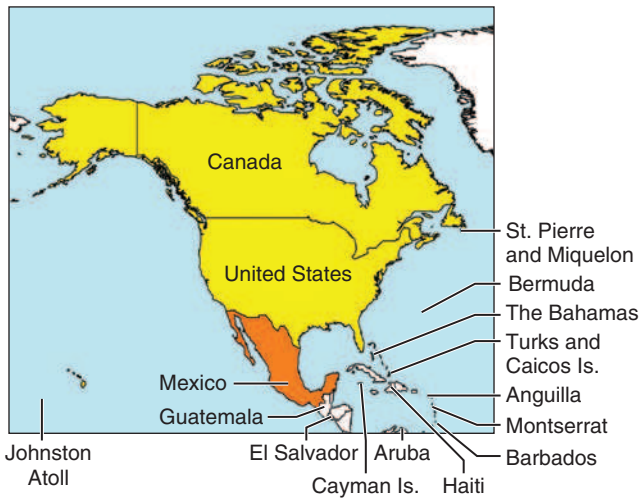 Canada
United States
Mexico
Guatemala
St. Pierre
and Miquelon
Bermuda
The Bahamas
Turks and
Caicos Is.
Anguilla
Montserrat
Barbados
Johnston
Atoll
El Salvador
Aruba
Cayman Is.
Haiti